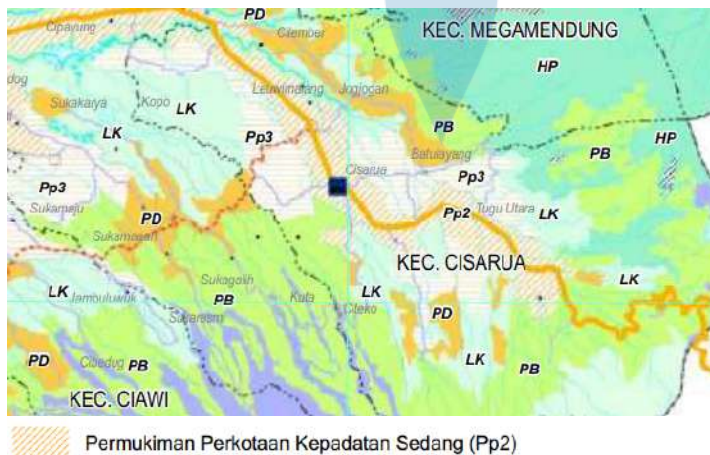 Cipayung
PD
Cilember
KEC. MEGAMENDUNG
HP
Leuwimalang
Jogjogan
Kopo
LK
Sukakarya
LK
Pp3
PB
Batulayang
PB
HP
Cisarua
Pp3
Pp3
Sukamaju
PD
Sukamanah
Pp2
Tugu Utara
LK
KEC. CISARUA
Sukagalih
LK
Jambuluwuk
PB
Kuta
LK
Citeko
LK
Sukaresmi
PD
PD
Cibedug
PB
LK
PB
KEC. CIAWI
Permukiman Perkotaan Kepadatan Sedang (Pp2)